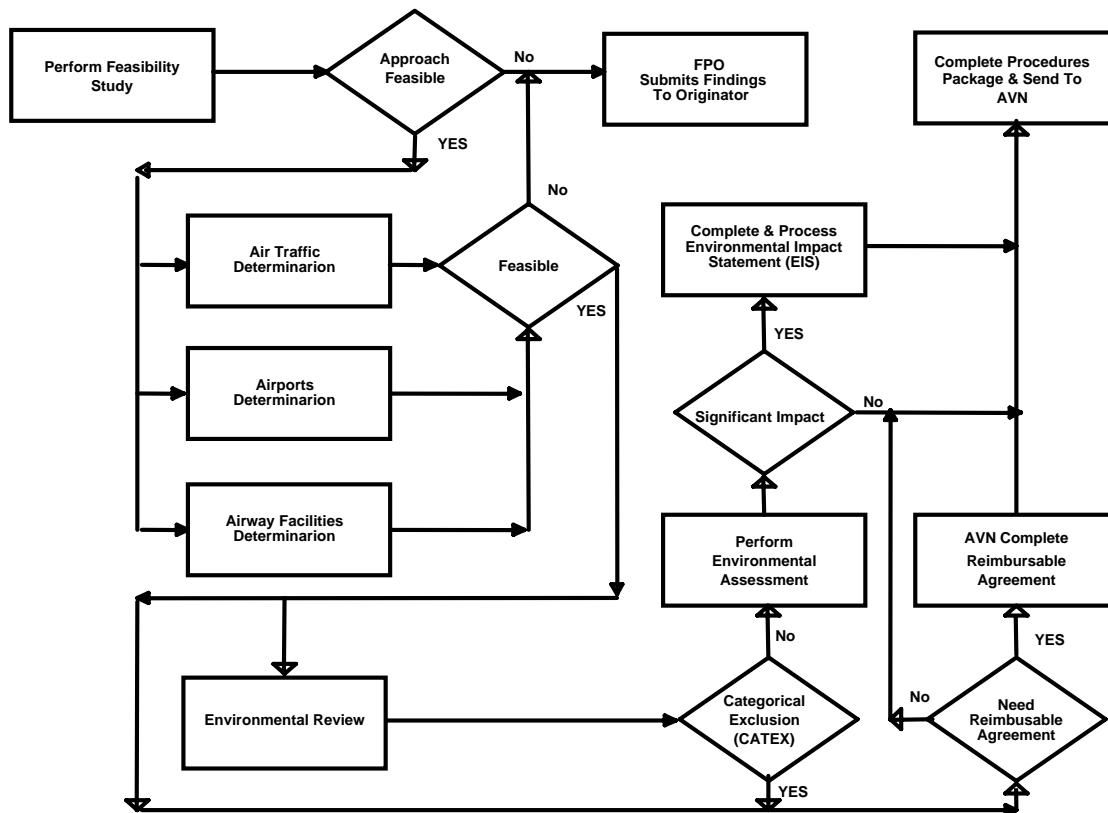 Perform Feasibility
Study
Approach
Feasible
No
FPO
Submits Findings
To Originator
Complete Procedures
Package & Send To
AVN
YES
No
Air Traffic
Determinarion
Feasible
YES
Complete & Process
Environmental Impact
Statement (EIS)
YES
Airports
Determinarion
Significant Impact
No
Airway Facilities
Determinarion
Perform
Environmental
Assessment
AVN Complete
Reimbursable
Agreement
No
YES
Environmental Review
Categorical
Exclusion
(CATEX)
No
Need
Reimbusable
Agreement
YES